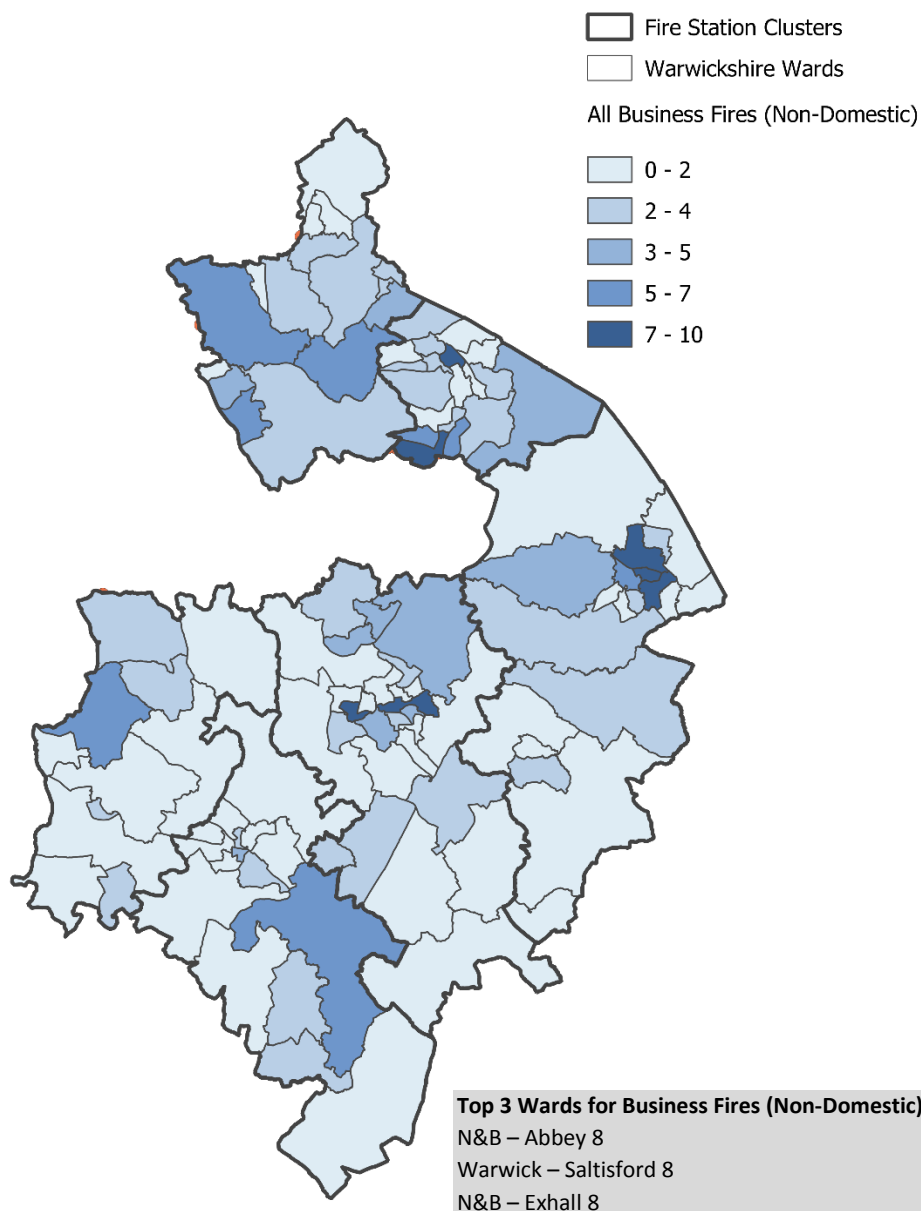 Fire Station Clusters
Warwickshire Wards
All Business Fires (Non-Domestic)
0 - 2
2 - 4
3 - 5
5 - 7
7 - 10
Top 3 Wards for Business Fires (Non-Domestic)
N&B – Abbey 8
Warwick – Saltisford 8
N&B – Exhall 8